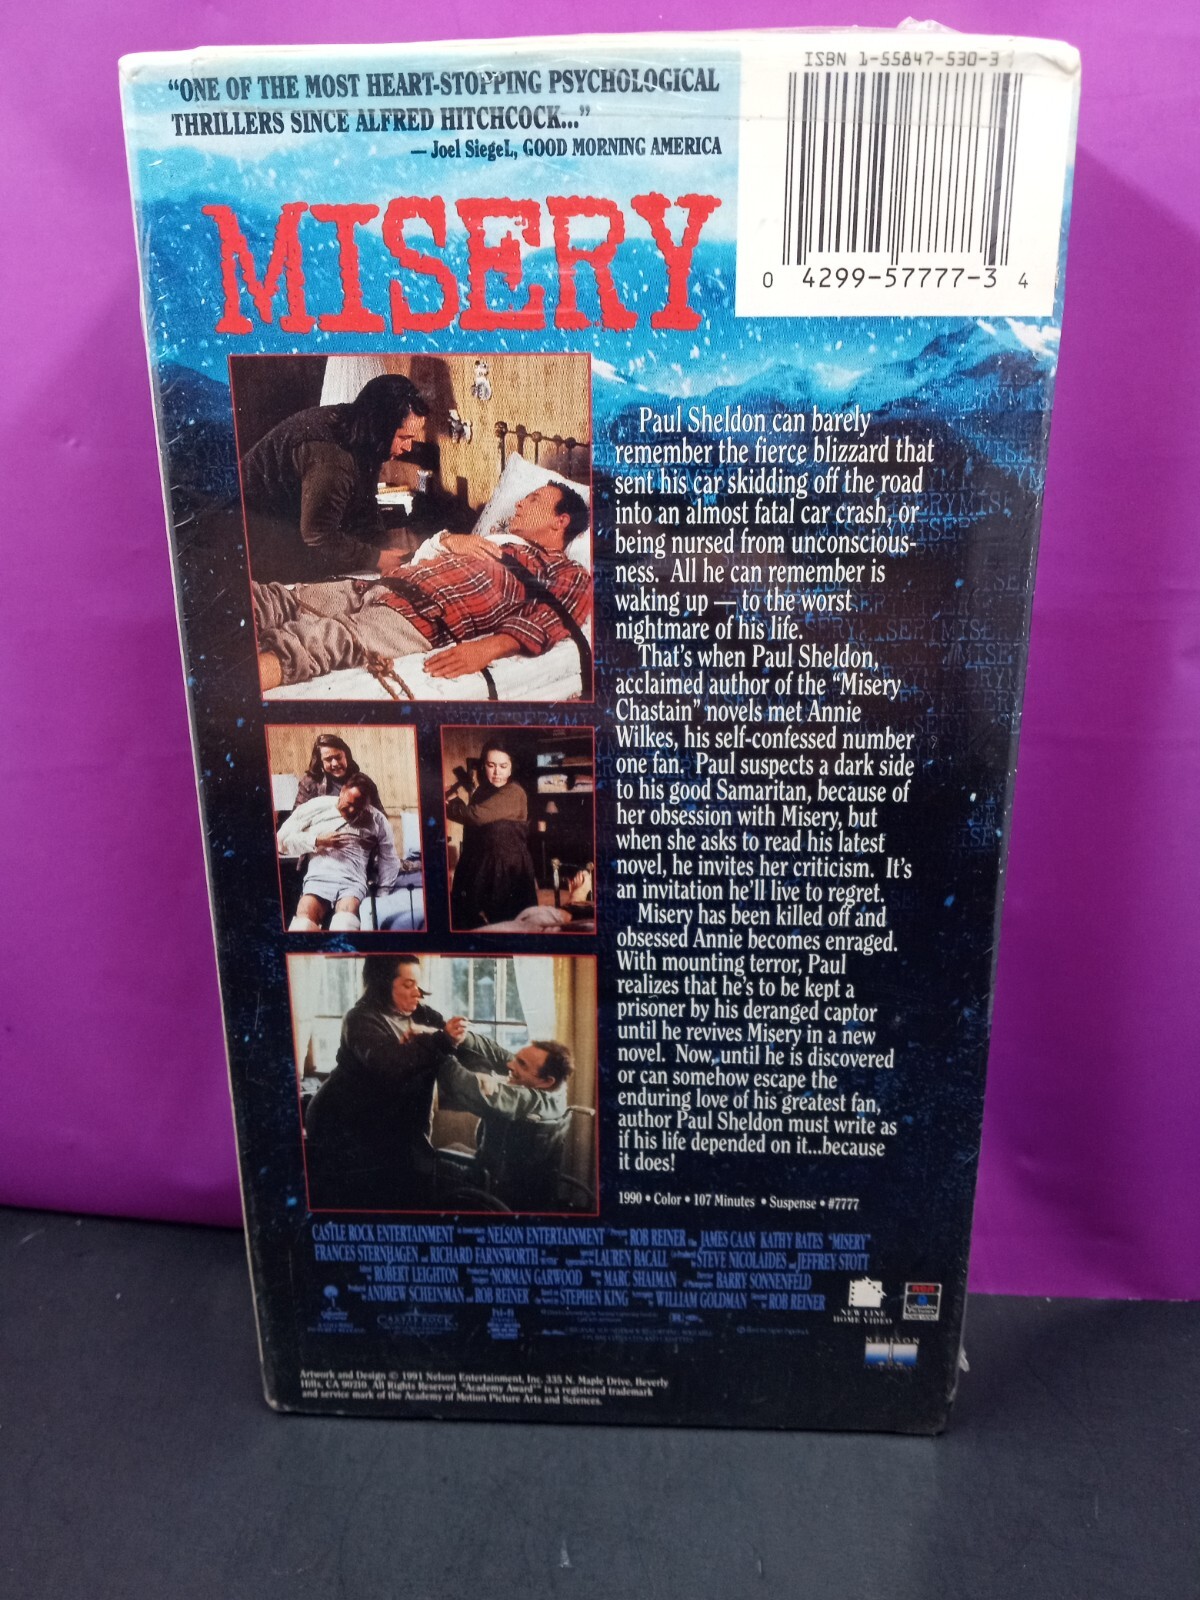 "ONE OF THE MOST HEART-STOPPING PSYCHOLOGICAL
THRILLERS SINCE ALFRED HITCHCOCK..."
— Joel Siegel, GOOD MORNING AMERICA
ISBN 1-55847-530-3
0 4299-57777-3 4
MISERY
Paul Sheldon can barely
remember the fierce blizzard that
sent his car skidding off the road
into an almost fatal car crash, or
being nursed from unconscious-
ness. All he can remember is
waking up — to the worst
nightmare of his life.
That's when Paul Sheldon,
acclaimed author of the "Misery
Chastain" novels met Annie
Wilkes, his self-confessed number
one fan. Paul suspects a dark side
to his good Samaritan, because of
her obsession with Misery, but
when she asks to read his latest
novel, he invites her criticism. It's
an invitation he'll live to regret.
Misery has been killed off and
obsessed Annie becomes enraged.
With mounting terror, Paul
realizes that he's to be kept a
prisoner by his deranged captor
until he revives Misery in a new
novel. Now, until he is discovered
or can somehow escape the
enduring love of his greatest fan,
author Paul Sheldon must write as
if his life depended on it...because
it does!
1990 • Color • 107 Minutes • Suspense • #7777
CASTLE ROCK ENTERTAINMENT NELSON ENTERTAINMENT ROB REINER JAMES CAAN KATHY BATES "MISERY"
FRANCES STERNHAGEN and RICHARD FARNSWORTH LAUREN BACALL STEVE NICOLAIDES and JEFFREY STOTT
ROBERT LEIGHTON NORMAN GARWOOD MARC SHAIMAN BARRY SONNENFELD
ANDREW SCHEINMAN and ROB REINER STEPHEN KING WILLIAM GOLDMAN ROB REINER
CASTLE ROCK
hi-fi
NEW LINE
HOME VIDEO
RCA
Columbia
Pictures
NELSON
Artwork and Design © 1991 Nelson Entertainment, Inc. 335 N. Maple Drive, Beverly
Hills, CA 90210. All Rights Reserved. "Academy Award" is a registered trademark
and service mark of the Academy of Motion Picture Arts and Sciences.